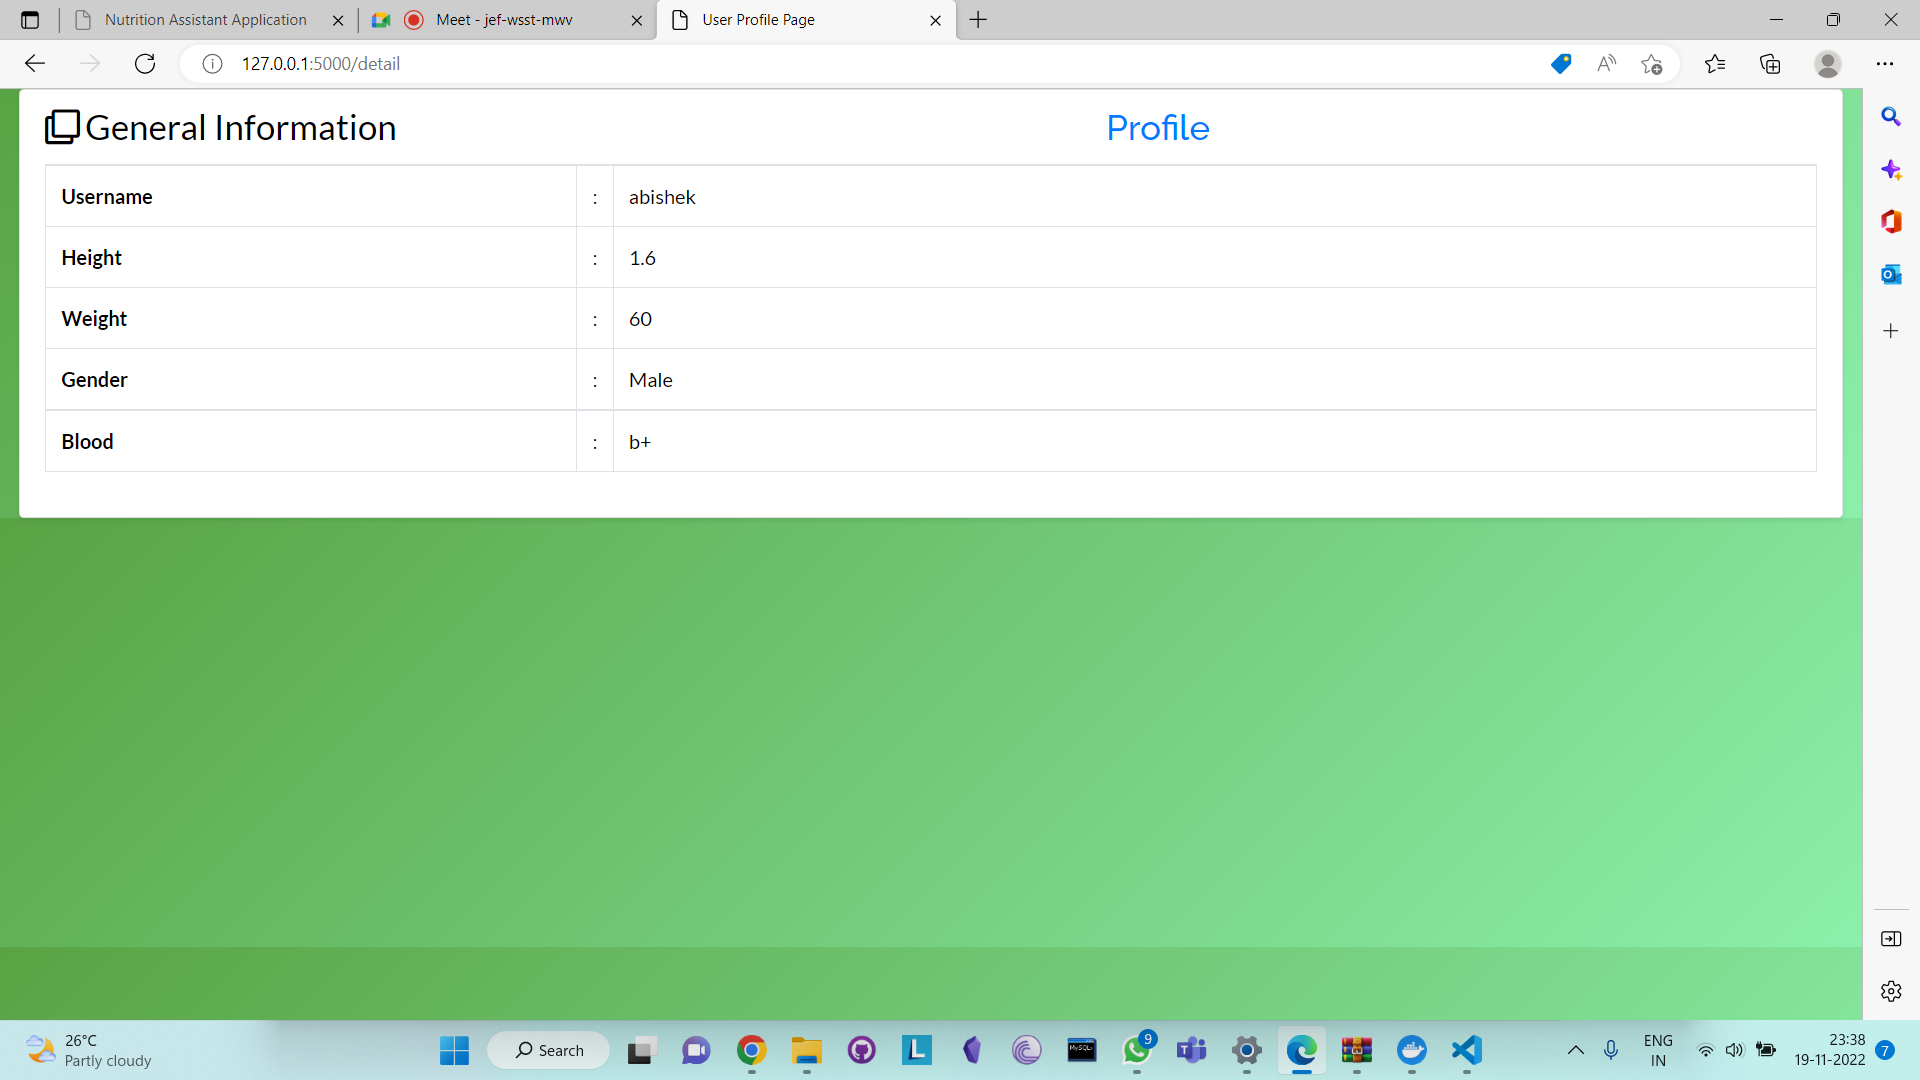 Nutrition Assistant Application
Meet - jef-wsst-mwv
User Profile Page
127.0.0.1:5000/detail
General Information
Profile
Username : abishek
Height : 1.6
Weight : 60
Gender : Male
Blood : b+
26°C
Partly cloudy
Search
L
MySQL
9
ENG
IN
23:38
19-11-2022
7